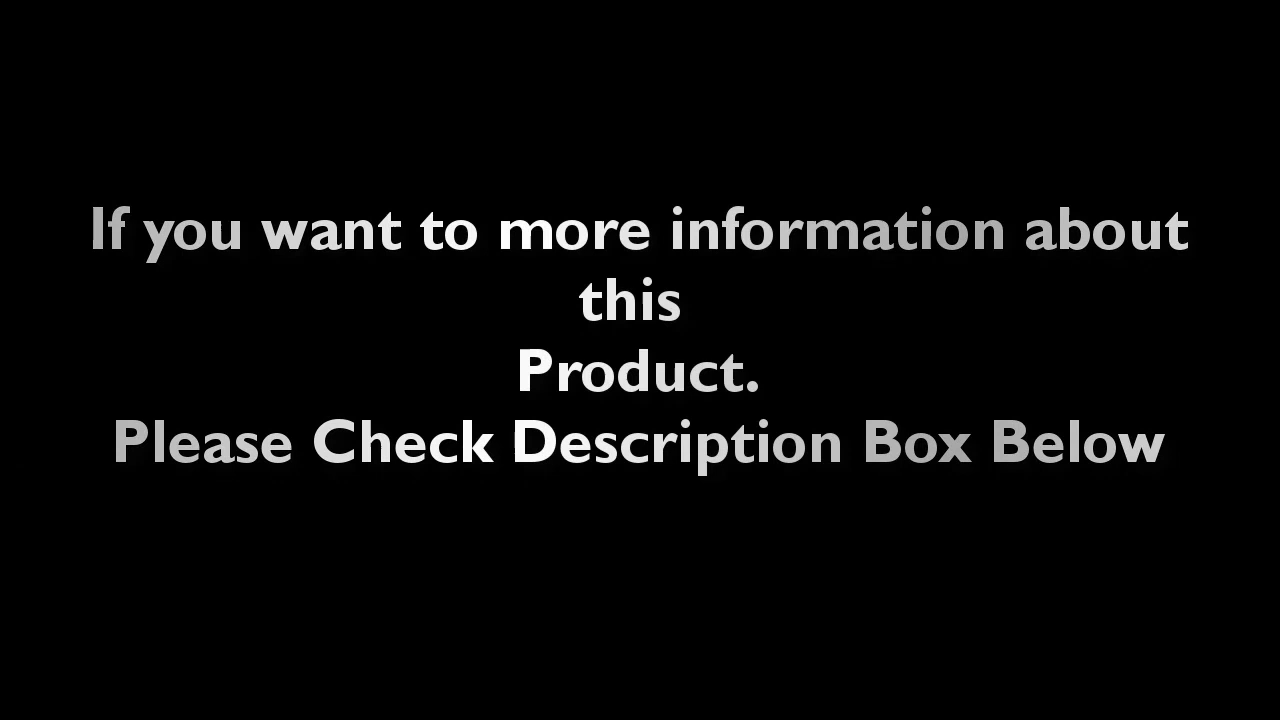 If you want to more information about
this
Product.
Please Check Description Box Below